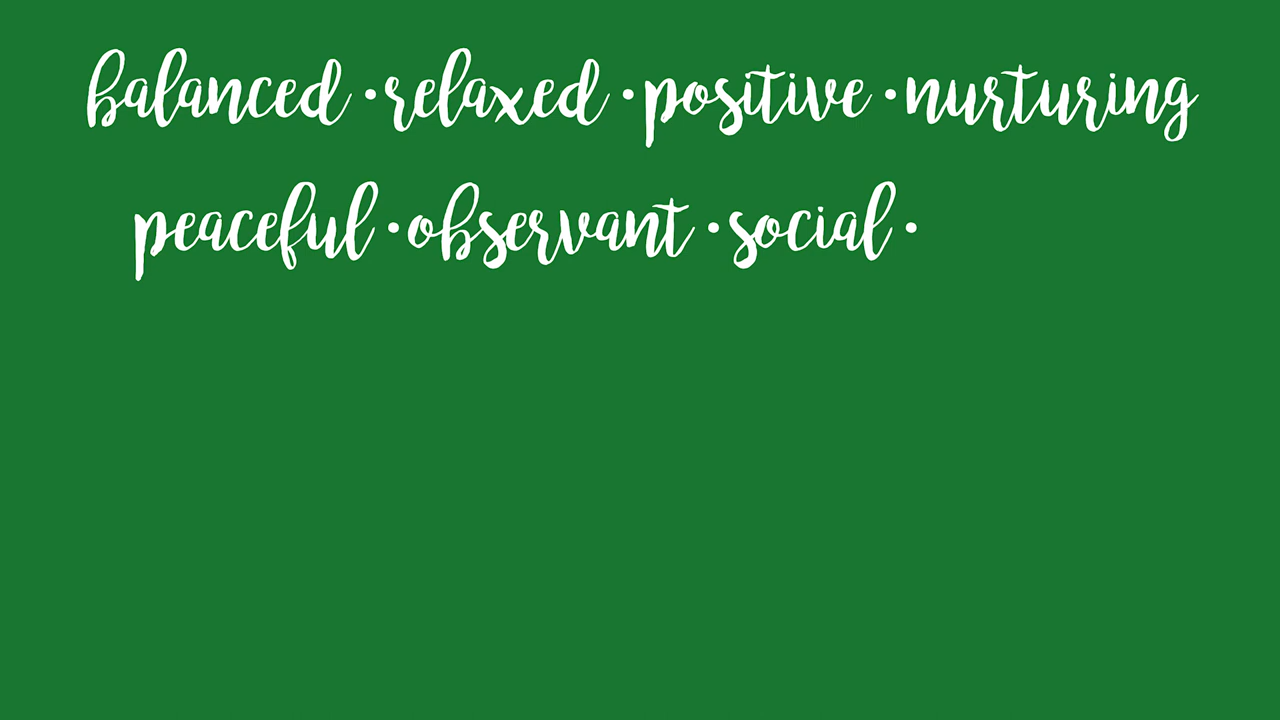 balanced • relaxed • positive • nurturing
peaceful • observant • social •